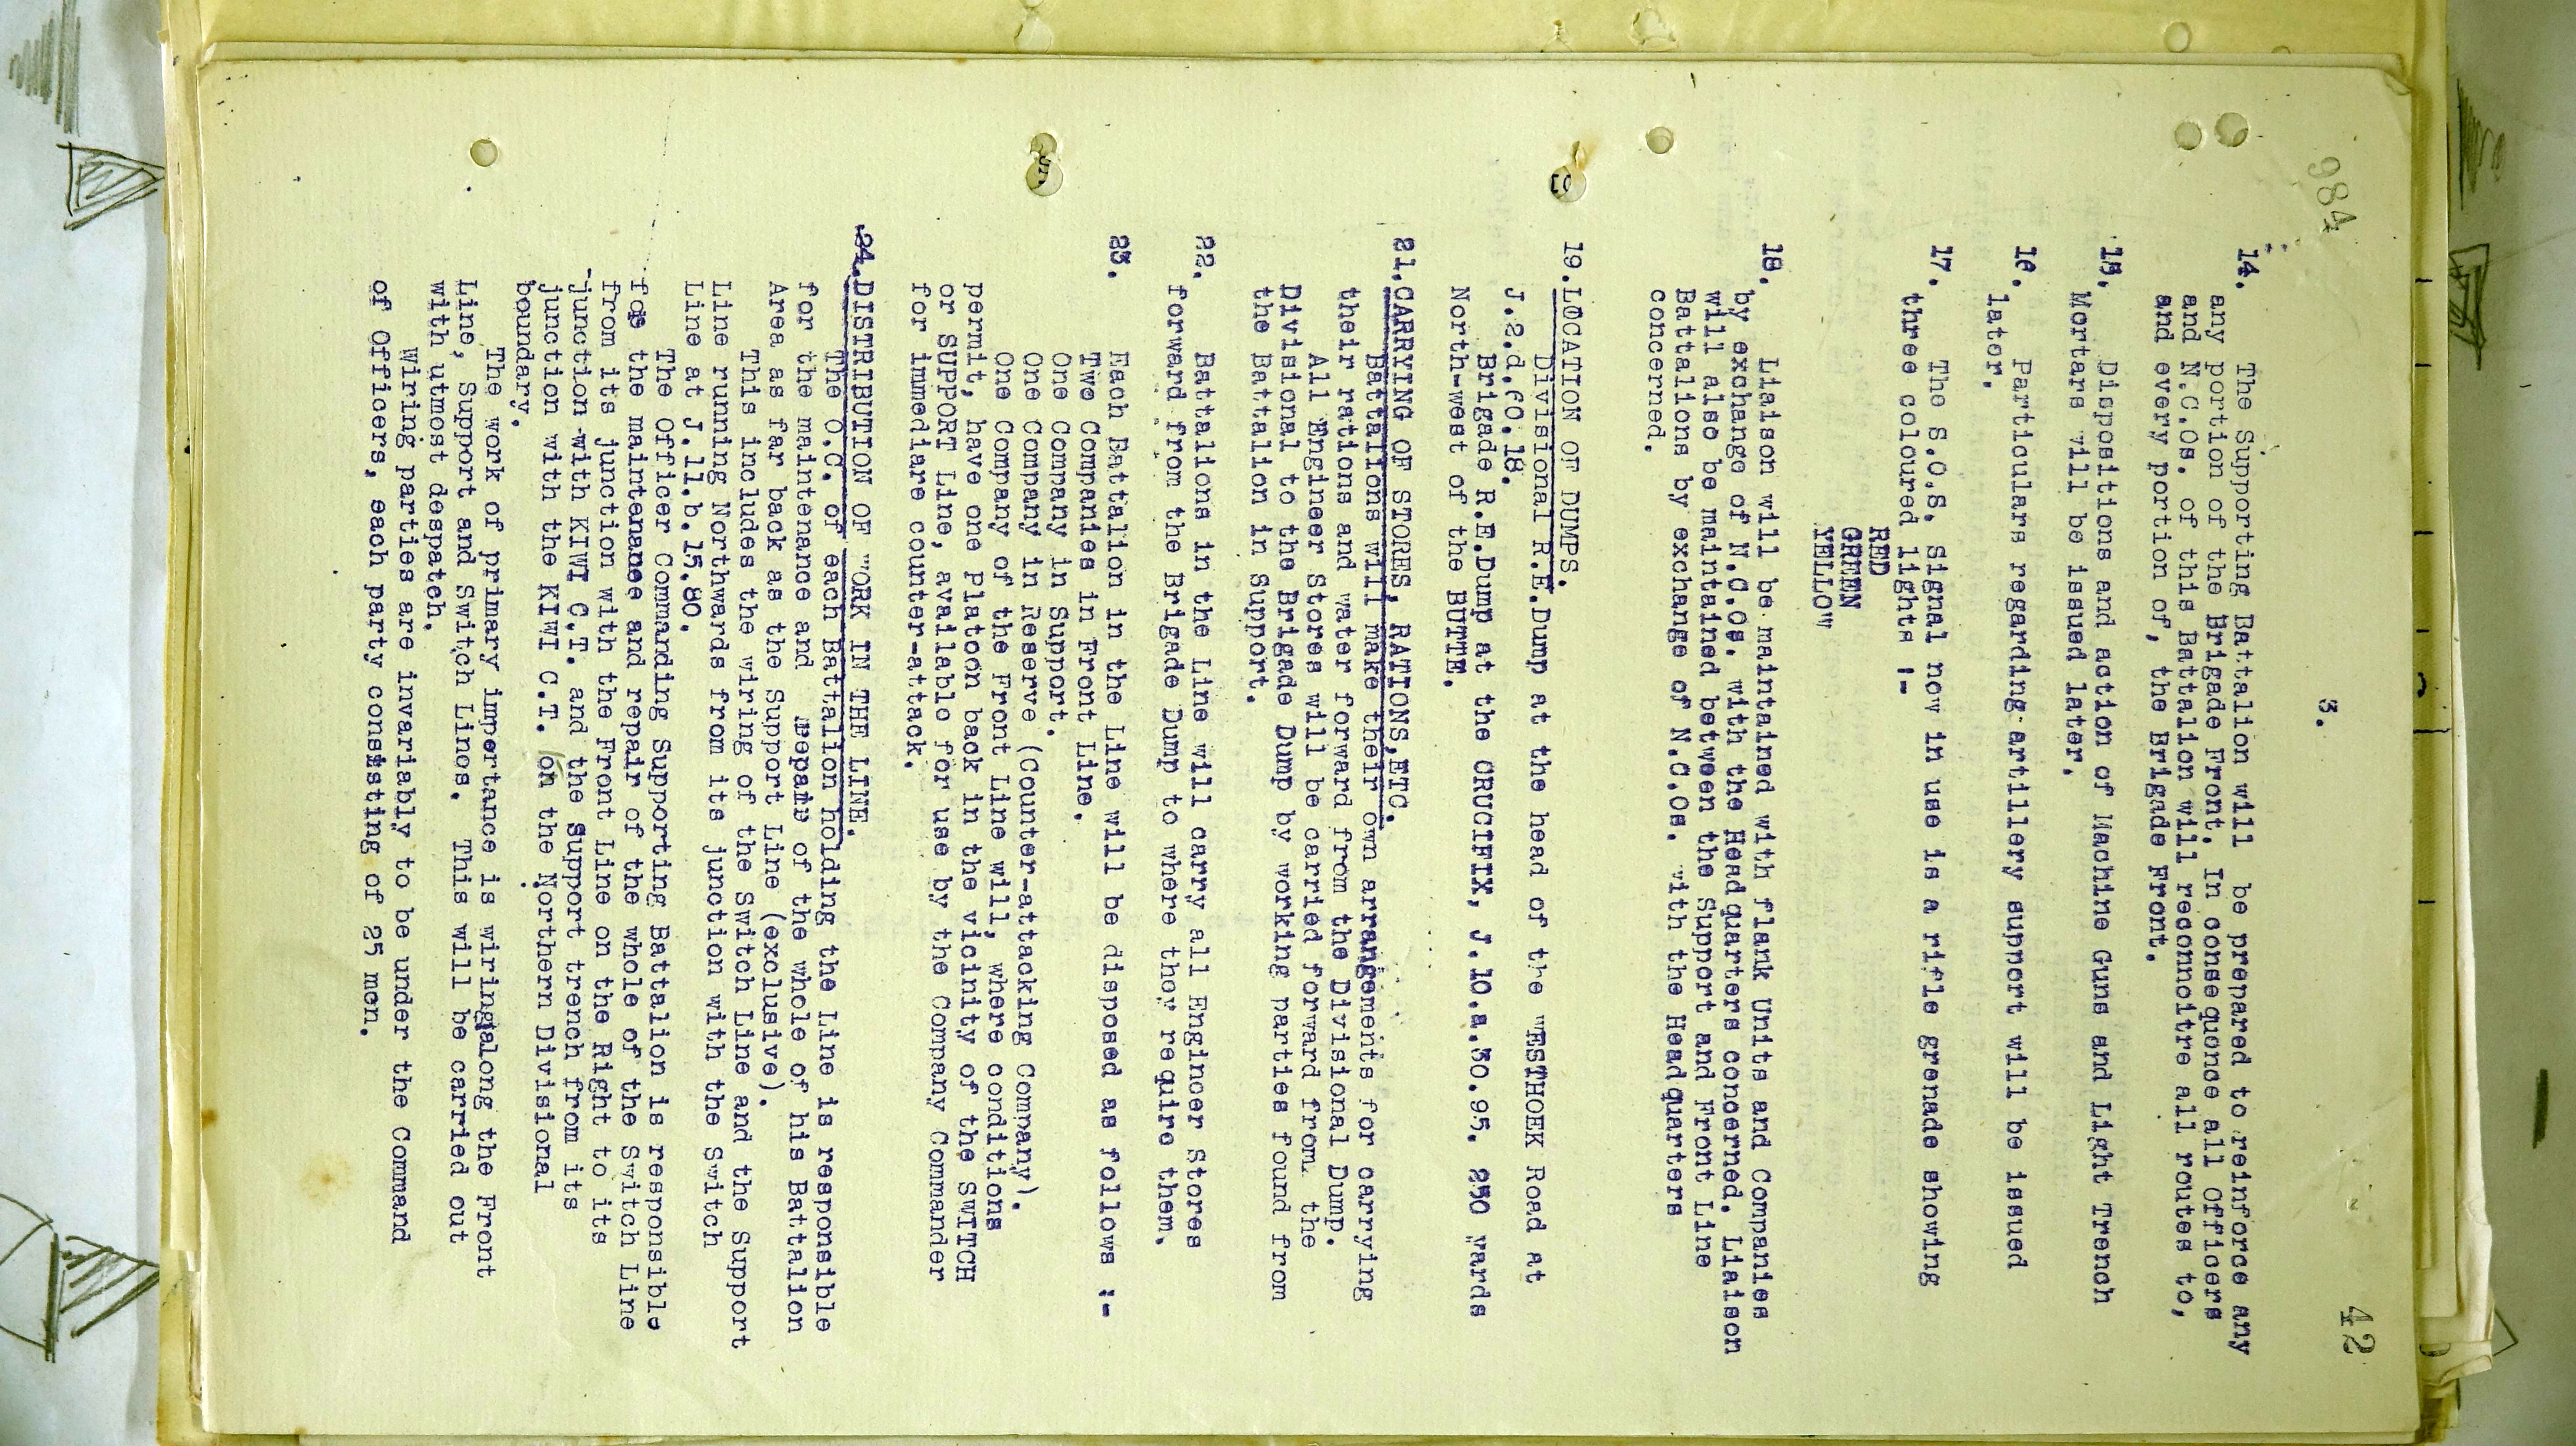 984
3.
42
14. The Supporting Battalion will be prepared to reinforce any
any portion of the Brigade Front. In consequence all Officers
and N.C.Os. of this Battalion will reconnoitre all routes to,
and every portion of, the Brigade Front.
15. Dispositions and action of Machine Guns and Light Trench
Mortars will be issued later.
16. Particulars regarding artillery support will be issued
later.
17. The S.O.S. Signal now in use is a rifle grenade showing
three coloured lights :-
RED
GREEN
YELLOW
18. Liaison will be maintained with flank Units and Companies
by exchange of N.C.Os. with the Headquarters concerned. Liaison
will also be maintained between the Support and Front Line
Battalions by exchange of N.C.Os. with the Headquarters
concerned.
19. LOCATION OF DUMPS.
Divisional R.E.Dump at the head of the WESTHOEK Road at
J.2.d.60.18.
Brigade R.E.Dump at the CRUCIFIX, J.10.a.30.95. 250 yards
North-west of the BUTTE.
21. CARRYING OF STORES, RATIONS, ETC.
Battalions will make their own arrangements for carrying
their rations and water forward from the Divisional Dump.
All Engineer Stores will be carried forward from the
Divisional to the Brigade Dump by working parties found from
the Battalion in Support.
22. Battalions in the Line will carry all Engineer Stores
forward from the Brigade Dump to where they require them.
23. Each Battalion in the Line will be disposed as follows :-
Two Companies in Front Line.
One Company in Support.
One Company in Reserve (Counter-attacking Company).
One Company of the Front Line will, where conditions
permit, have one Platoon back in the vicinity of the SWITCH
or SUPPORT Line, available for use by the Company Commander
for immediare counter-attack.
24. DISTRIBUTION OF WORK IN THE LINE.
The O.C. of each Battalion holding the Line is responsible
for the maintenance and repair of the whole of his Battalion
Area as far back as the Support Line (exclusive).
This includes the wiring of the Switch Line and the Support
Line running Northwards from its junction with the Switch
Line at J.11.b.15.80.
The Officer Commanding Supporting Battalion is responsible
for the maintenance and repair of the whole of the Switch Line
from its junction with the Front Line on the Right to its
junction with KIWI C.T. and the support trench from its
junction with the KIWI C.T. on the Northern Divisional
boundary.
The work of primary importance is wiring along the Front
Line, Support and Switch Lines. This will be carried out
with utmost despatch.
Wiring parties are invariably to be under the Command
of Officers, each party consisting of 25 men.